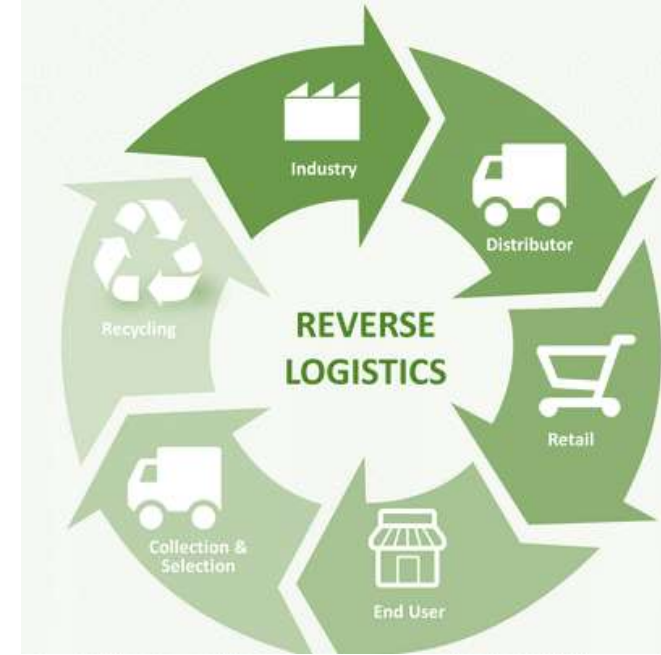 Industry
Distributor
Retail
End User
Collection &
Selection
Recycling
REVERSE
LOGISTICS